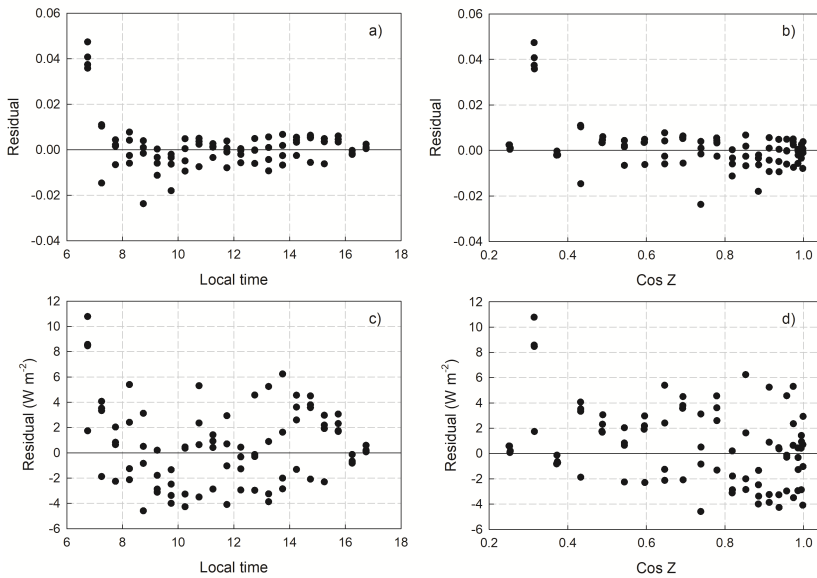 a)
0.06
0.04
0.02
0.00
-0.02
-0.04
Residual
6 8 10 12 14 16 18
Local time
b)
0.06
0.04
0.02
0.00
-0.02
-0.04
Residual
0.2 0.4 0.6 0.8 1.0
Cos Z
c)
12
10
8
6
4
2
0
-2
-4
-6
Residual (W m-2)
6 8 10 12 14 16 18
Local time
d)
12
10
8
6
4
2
0
-2
-4
-6
Residual (W m-2)
0.2 0.4 0.6 0.8 1.0
Cos Z